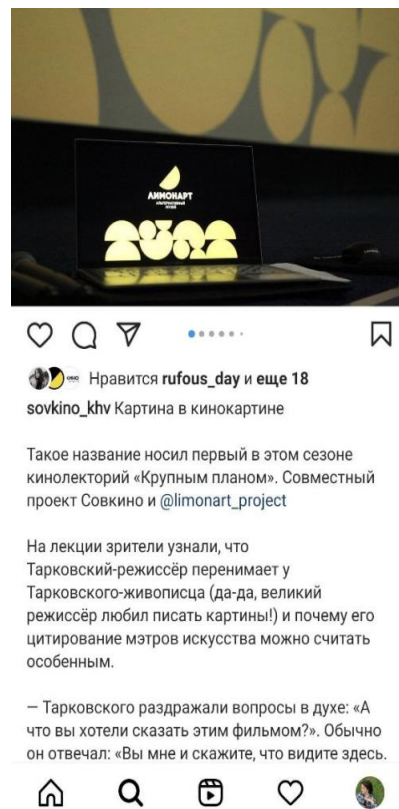 ЛИМОНАРТ
Нравится rufous_day и еще 18
sovkino_khv Картина в кинокартине
Такое название носил первый в этом сезоне
кинолекторий «Крупным планом». Совместный
проект Совкино и @limonart_project
На лекции зрители узнали, что
Тарковский-режиссёр перенимает у
Тарковского-живописца (да-да, великий
режиссёр любил писать картины!) и почему его
цитирование мэтров искусства можно считать
особенным.
— Тарковского раздражали вопросы в духе: «А
что вы хотели сказать этим фильмом?». Обычно
он отвечал: «Вы мне и скажите, что видите здесь.